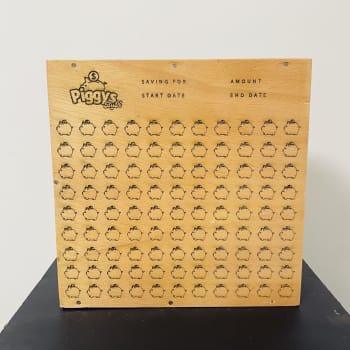 $
Piggys
SAVING FOR AMOUNT
START DATE END DATE